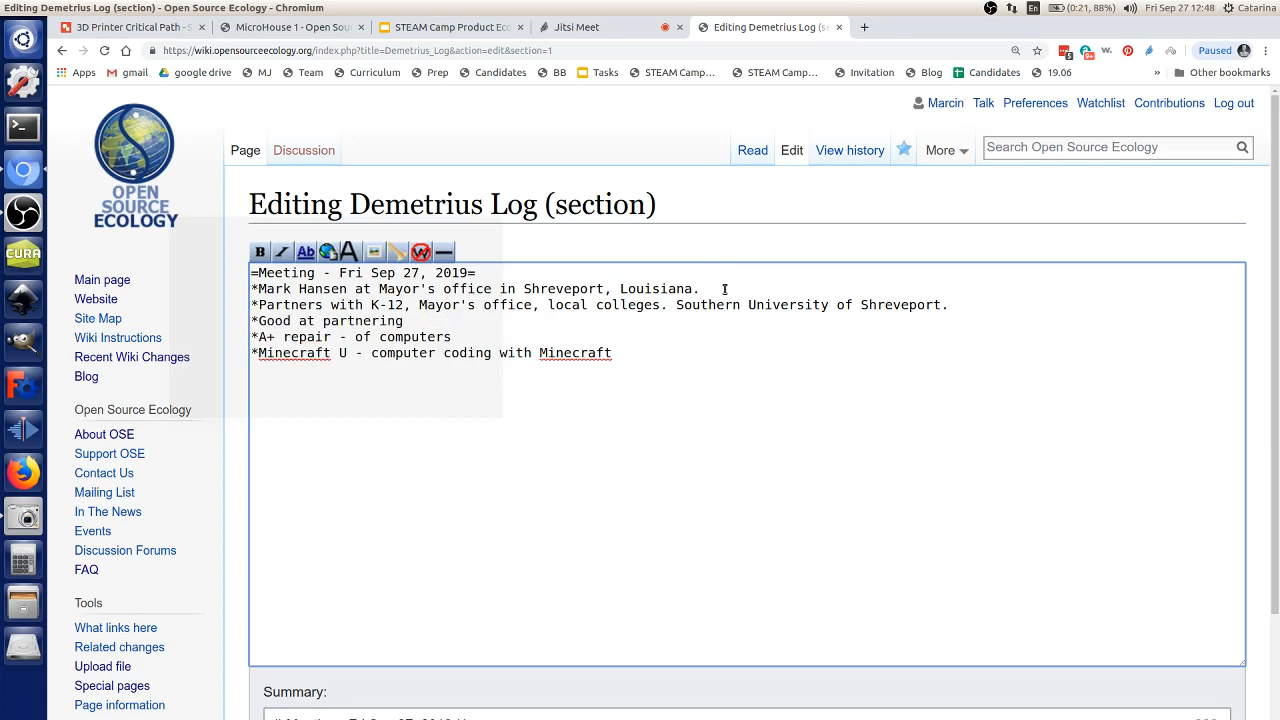 Editing Demetrius Log (section) - Open Source Ecology - Chromium
(0:21, 88%) Fri Sep 27 12:48 Catarina
3D Printer Critical Path - S
MicroHouse 1 - Open Sou
STEAM Camp Product Ec
Jitsi Meet
Editing Demetrius Log (se
https://wiki.opensourceecology.org/index.php?title=Demetrius_Log&action=edit&section=1
Paused
Apps gmail google drive MJ Team Curriculum Prep Candidates BB Tasks STEAM Camp... STEAM Camp... Invitation Blog Candidates 19.06 » Other bookmarks
Marcin Talk Preferences Watchlist Contributions Log out
Page Discussion Read Edit View history More Search Open Source Ecology
OPEN
SOURCE
ECOLOGY
Editing Demetrius Log (section)
=Meeting - Fri Sep 27, 2019=
*Mark Hansen at Mayor's office in Shreveport, Louisiana.
*Partners with K-12, Mayor's office, local colleges. Southern University of Shreveport.
*Good at partnering
*A+ repair - of computers
*Minecraft U - computer coding with Minecraft
Main page
Website
Site Map
Wiki Instructions
Recent Wiki Changes
Blog
Open Source Ecology
About OSE
Support OSE
Contact Us
Mailing List
In The News
Events
Discussion Forums
FAQ
Tools
What links here
Related changes
Upload file
Special pages
Page information
Summary:
CURA